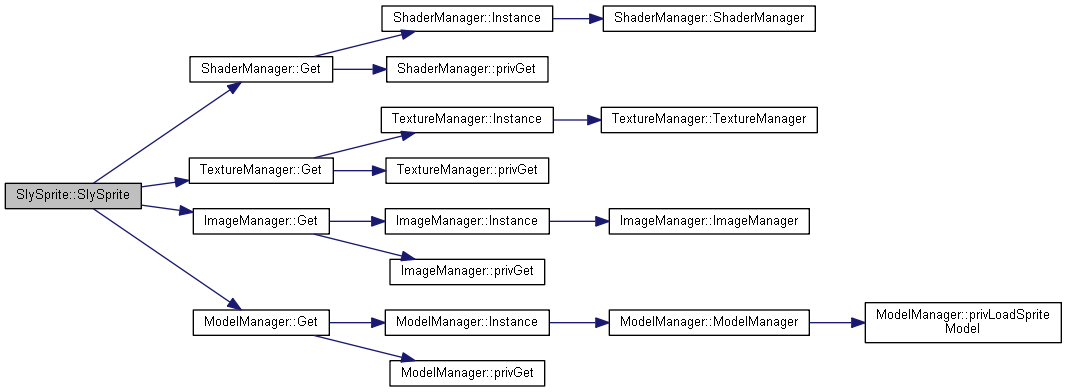 ShaderManager::Instance
ShaderManager::ShaderManager
ShaderManager::Get
ShaderManager::privGet
TextureManager::Instance
TextureManager::TextureManager
TextureManager::Get
TextureManager::privGet
SlySprite::SlySprite
ImageManager::Get
ImageManager::Instance
ImageManager::ImageManager
ImageManager::privGet
ModelManager::Get
ModelManager::Instance
ModelManager::ModelManager
ModelManager::privLoadSprite
Model
ModelManager::privGet